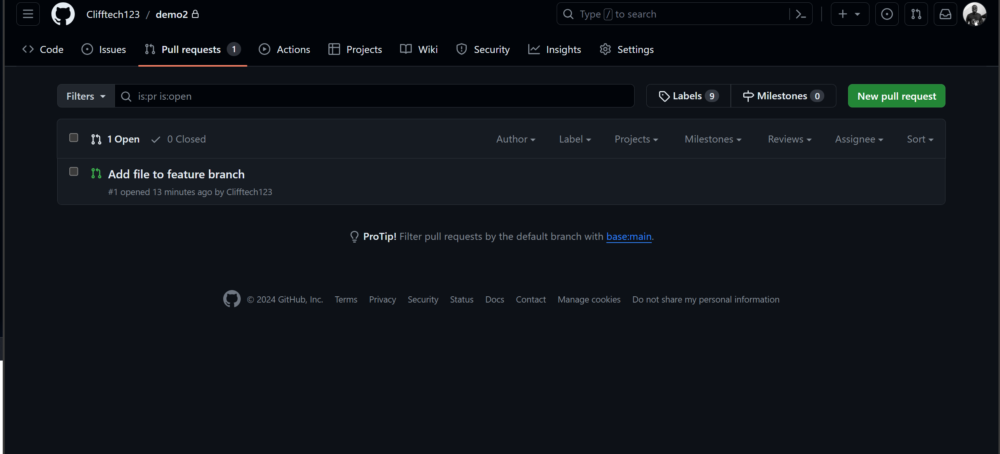 Clifftech123 / demo2
Type / to search
Code Issues Pull requests 1 Actions Projects Wiki Security Insights Settings
Filters is:pr is:open Labels 9 Milestones 0 New pull request
1 Open 0 Closed Author Label Projects Milestones Reviews Assignee Sort
Add file to feature branch
#1 opened 13 minutes ago by Clifftech123
ProTip! Filter pull requests by the default branch with base:main.
© 2024 GitHub, Inc. Terms Privacy Security Status Docs Contact Manage cookies Do not share my personal information